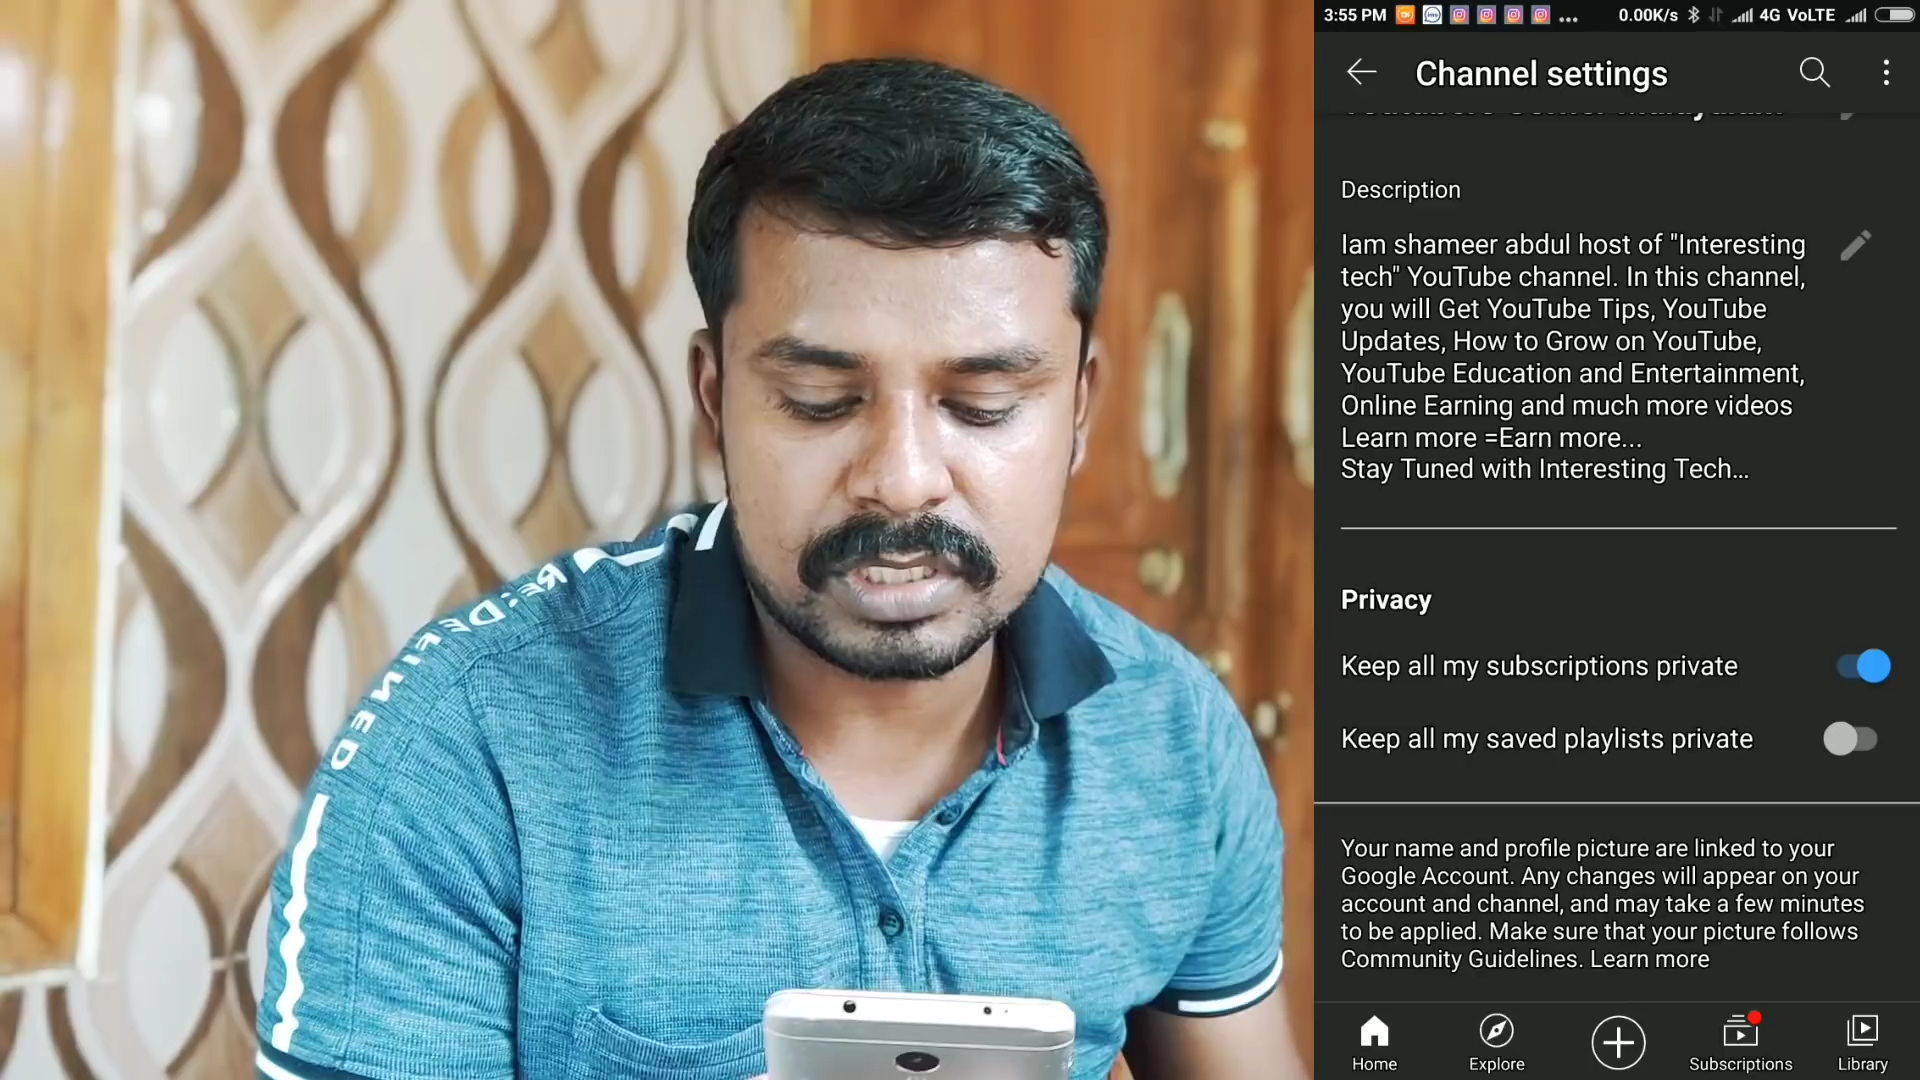 3:55 PM
0.00K/s
4G VoLTE
Channel settings
Description
Iam shameer abdul host of "Interesting
tech" YouTube channel. In this channel,
you will Get YouTube Tips, YouTube
Updates, How to Grow on YouTube,
YouTube Education and Entertainment,
Online Earning and much more videos
Learn more =Earn more...
Stay Tuned with Interesting Tech...
Privacy
Keep all my subscriptions private
Keep all my saved playlists private
Your name and profile picture are linked to your
Google Account. Any changes will appear on your
account and channel, and may take a few minutes
to be applied. Make sure that your picture follows
Community Guidelines. Learn more
Home
Explore
Subscriptions
Library
RE:DEFINED